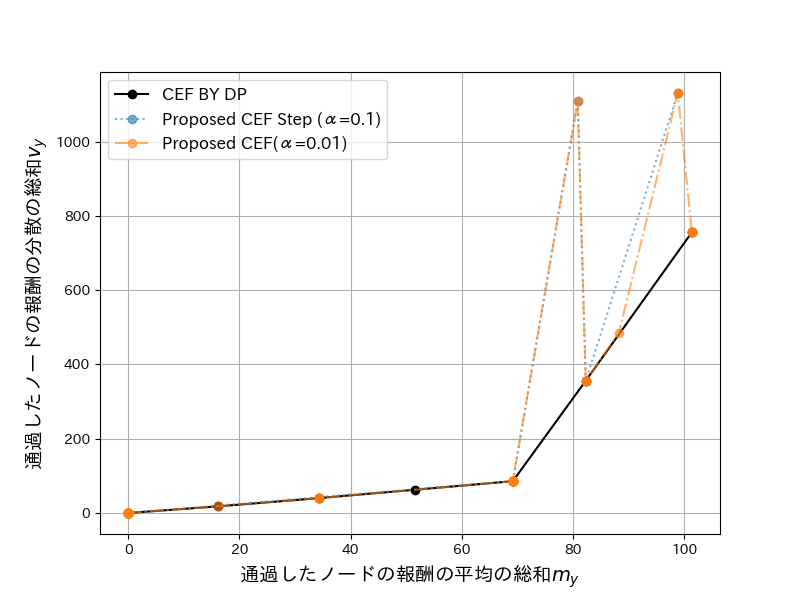 CEF BY DP
Proposed CEF Step (α=0.1)
Proposed CEF(α=0.01)
1000
800
600
400
200
0
0 20 40 60 80 100
通過したノードの報酬の分散の総和v_y
通過したノードの報酬の平均の総和m_y